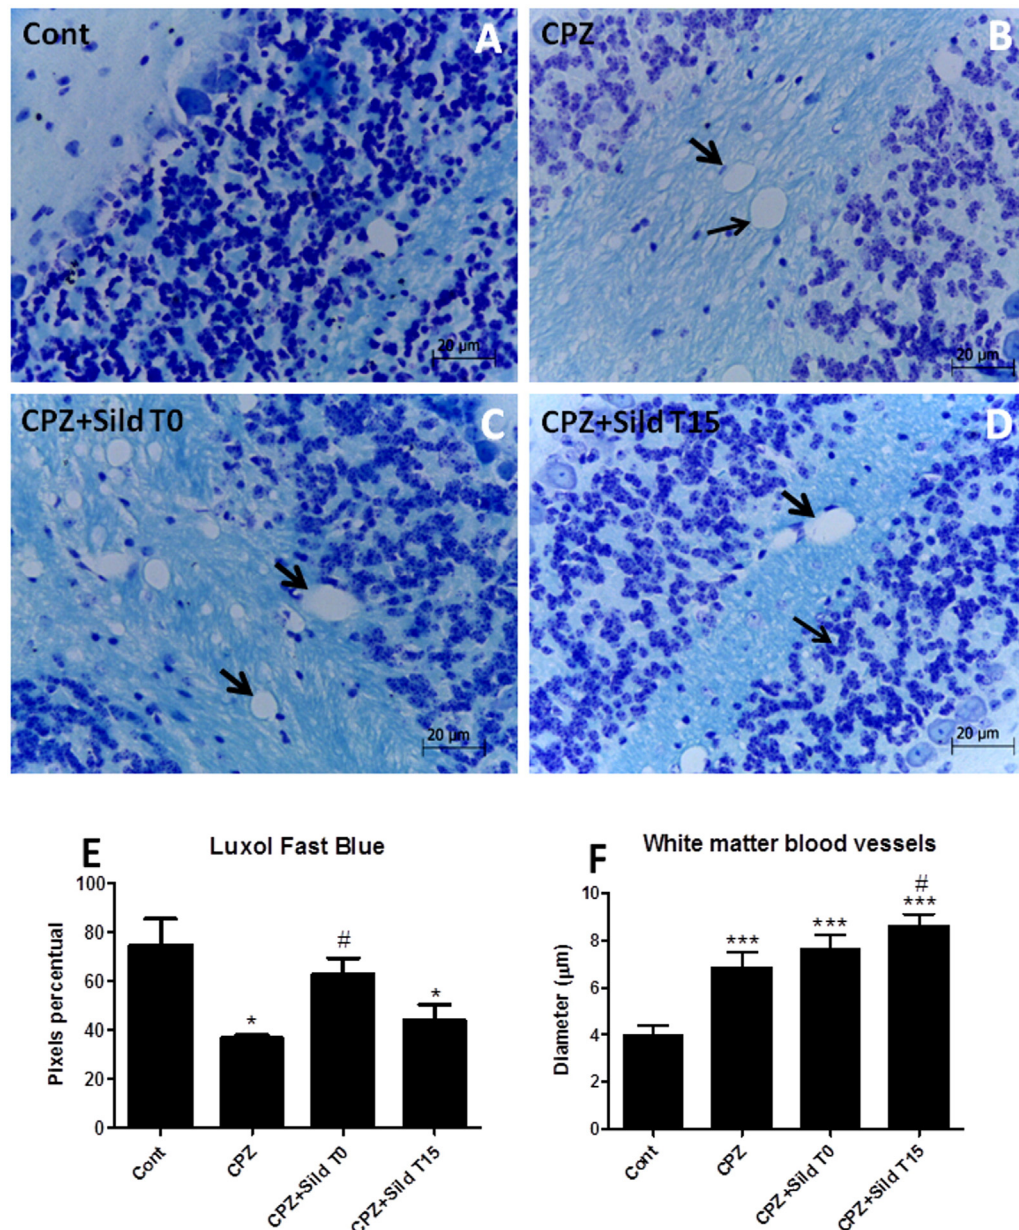 Cont A
CPZ B
20 µm
20 µm
CPZ+Sild T0 C
CPZ+Sild T15 D
20 µm
20 µm
E Luxol Fast Blue
Pixels percentual
100
80
60
40
20
0
*
#
*
Cont
CPZ
CPZ+Sild T0
CPZ+Sild T15
F White matter blood vessels
Diameter (µm)
10
8
6
4
2
0
***
***
#
***
Cont
CPZ
CPZ+Sild T0
CPZ+Sild T15